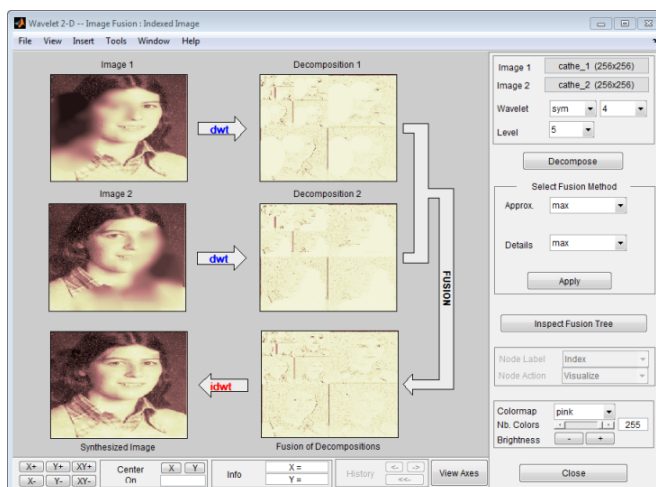 Wavelet 2-D -- Image Fusion : Indexed Image
File View Insert Tools Window Help
Image 1
Decomposition 1
dwt
Image 2
Decomposition 2
dwt
FUSION
idwt
Synthesized Image
Fusion of Decompositions
Image 1 cathe_1 (256x256)
Image 2 cathe_2 (256x256)
Wavelet sym 4
Level 5
Decompose
Select Fusion Method
Approx. max
Details max
Apply
Inspect Fusion Tree
Node Label Index
Node Action Visualize
Colormap pink
Nb. Colors 255
Brightness - +
Close
X+ Y+ XY+
X- Y- XY-
Center On X Y
Info X =
Y =
History <- ->
<<-
View Axes